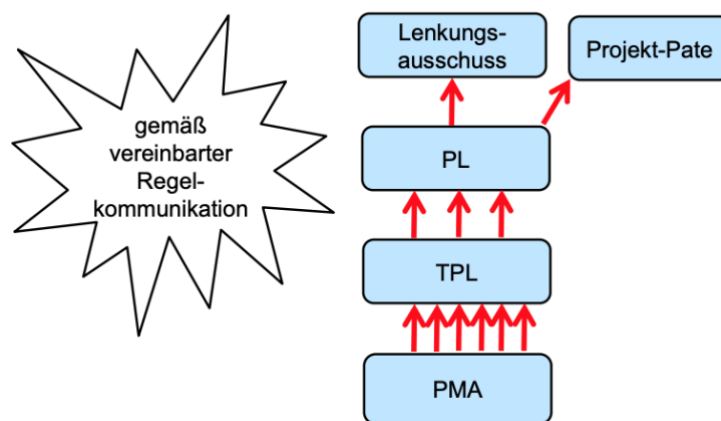 gemäß
vereinbarter
Regel-
kommunikation
Lenkungs-
ausschuss
Projekt-Pate
PL
TPL
PMA